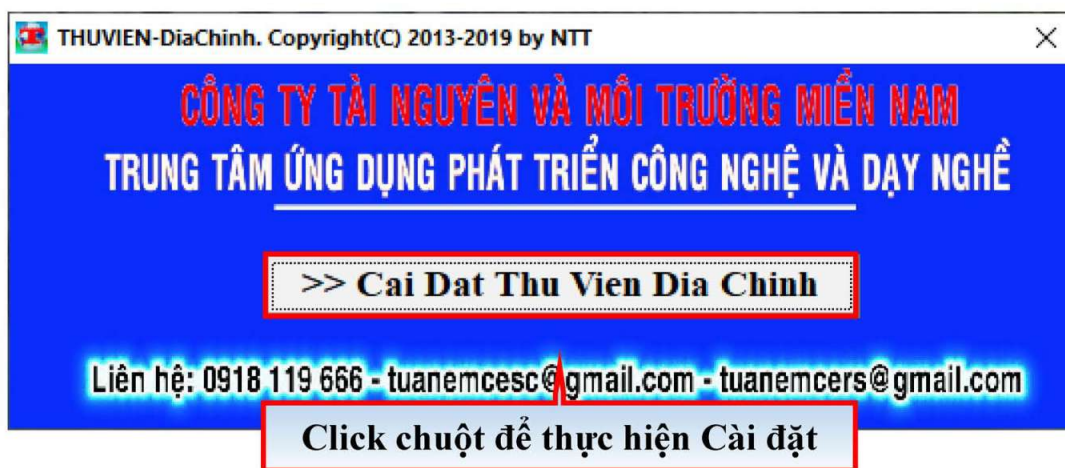 THUVIEN-DiaChinh. Copyright(C) 2013-2019 by NTT
CÔNG TY TÀI NGUYÊN VÀ MÔI TRƯỜNG MIỀN NAM
TRUNG TÂM ỨNG DỤNG PHÁT TRIỂN CÔNG NGHỆ VÀ DẠY NGHỀ
>> Cai Dat Thu Vien Dia Chinh
Liên hệ: 0918 119 666 - tuanemcesc@gmail.com - tuanemcers@gmail.com
Click chuột để thực hiện Cài đặt